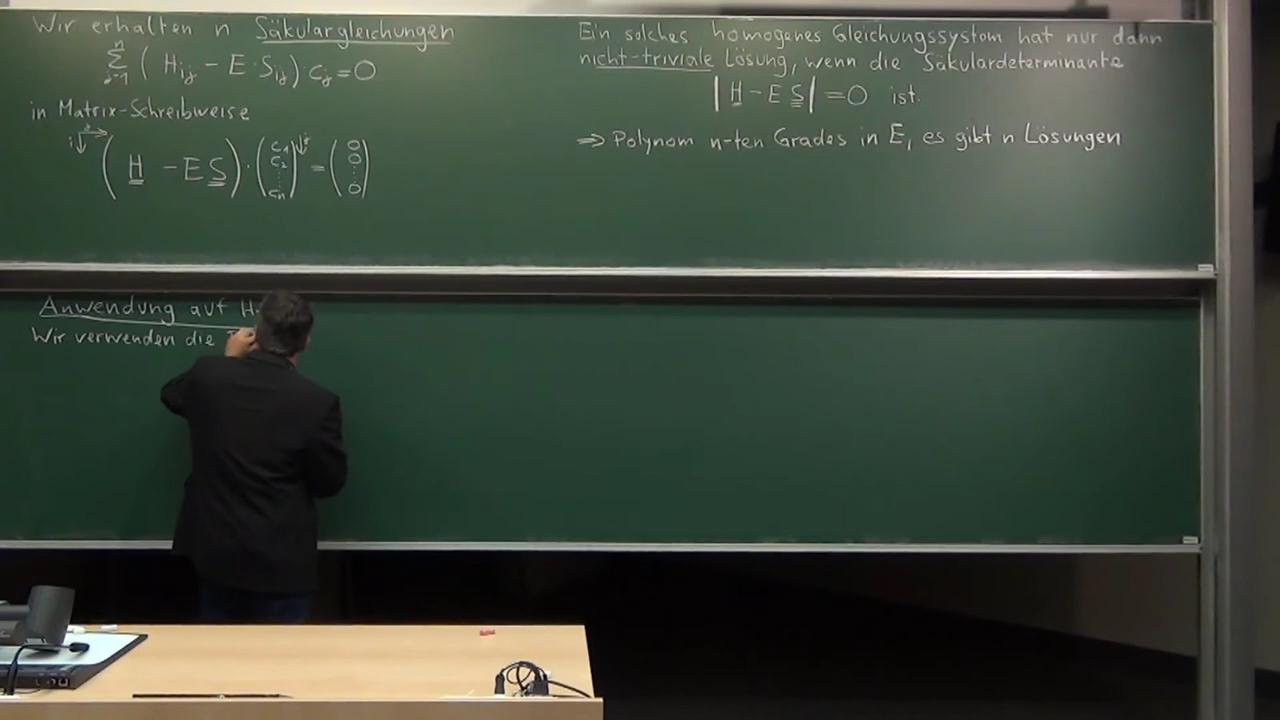 Wir erhalten n Säkulargleichungen
n
∑ ( Hij - E · Sij ) · cj = 0
j=1
in Matrix-Schreibweise
j
i ( H - E S ) · ( c1 c2 ⋮ cn ) j = ( 0 0 ⋮ 0 )
Ein solches homogenes Gleichungssystem hat nur dann
nicht-triviale Lösung, wenn die Säkulardeterminante
| H - E S | = 0 ist.
⇒ Polynom n-ten Grades in E, es gibt n Lösungen
Anwendung auf H
Wir verwenden die